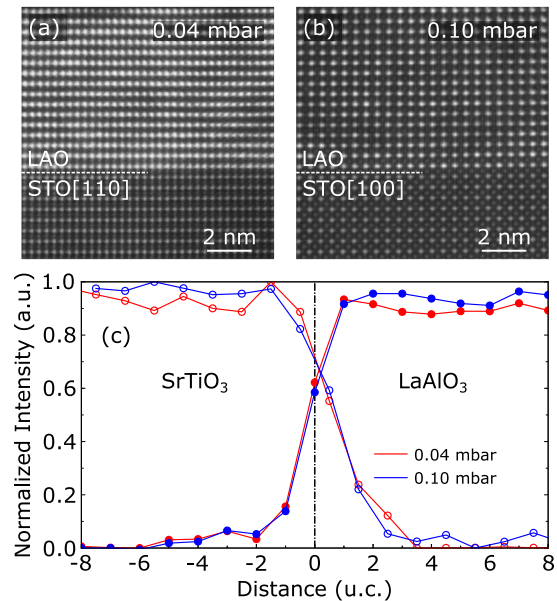 (a) 0.04 mbar
LAO
STO[110]
2 nm
(b) 0.10 mbar
LAO
STO[100]
2 nm
(c)
Normalized Intensity (a.u.)
1.0
0.8
0.6
0.4
0.2
0.0
SrTiO₃
LaAlO₃
0.04 mbar
0.10 mbar
-8 -6 -4 -2 0 2 4 6 8
Distance (u.c.)